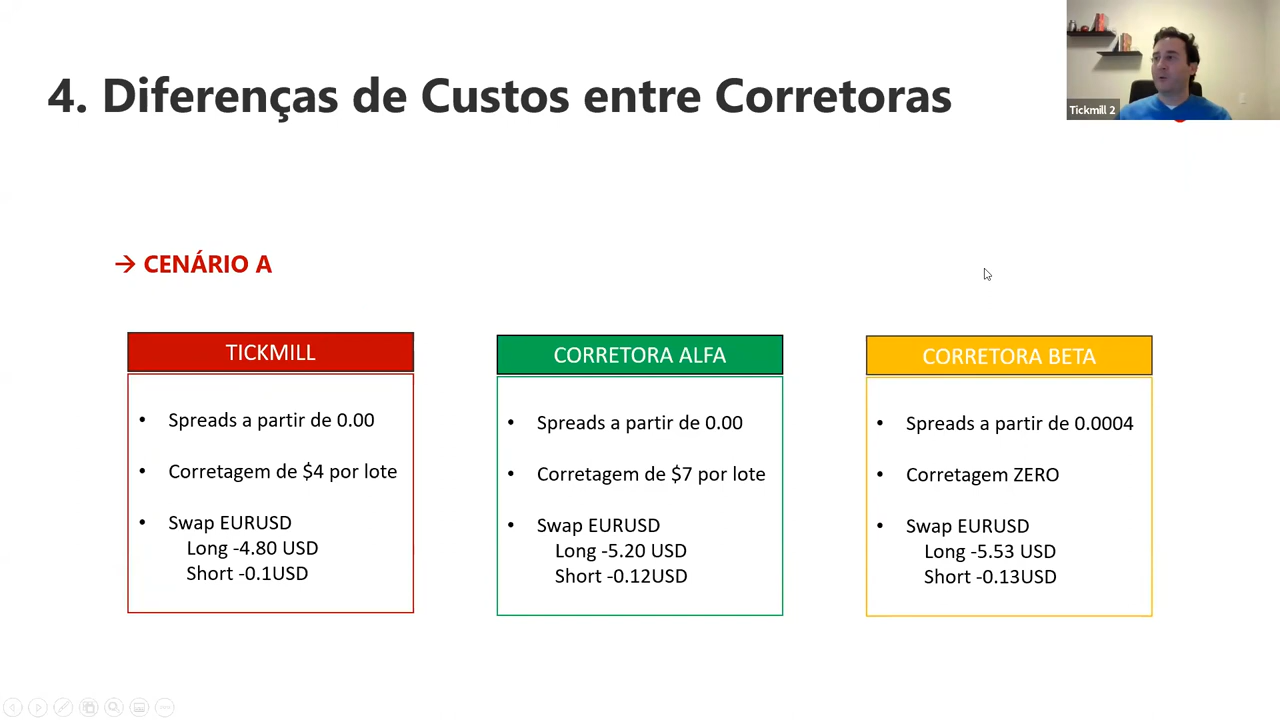 4. Diferenças de Custos entre Corretoras
Tickmill 2
→ CENÁRIO A
TICKMILL
• Spreads a partir de 0.00
• Corretagem de $4 por lote
• Swap EURUSD
Long -4.80 USD
Short -0.1USD
CORRETORA ALFA
• Spreads a partir de 0.00
• Corretagem de $7 por lote
• Swap EURUSD
Long -5.20 USD
Short -0.12USD
CORRETORA BETA
• Spreads a partir de 0.0004
• Corretagem ZERO
• Swap EURUSD
Long -5.53 USD
Short -0.13USD